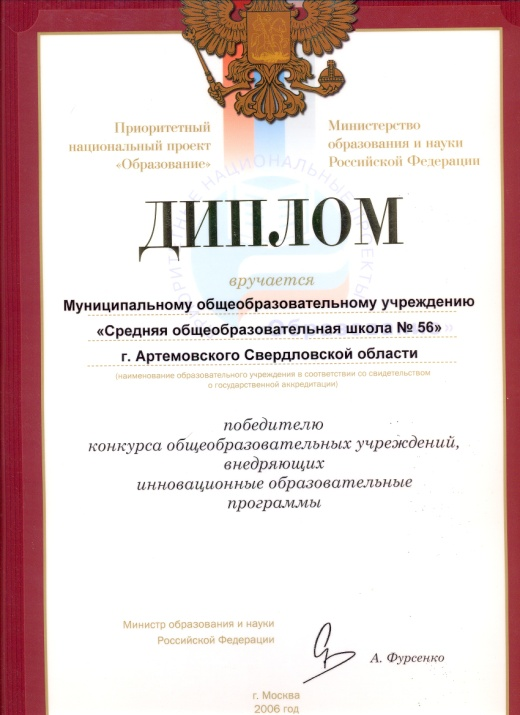 Приоритетный
национальный проект
«Образование»
Министерство
образования и науки
Российской Федерации
ДИПЛОМ
вручается
Муниципальному общеобразовательному учреждению
«Средняя общеобразовательная школа № 56»
г. Артемовского Свердловской области
(наименование образовательного учреждения в соответствии со свидетельством
о государственной аккредитации)
победителю
конкурса общеобразовательных учреждений,
внедряющих
инновационные образовательные
программы
Министр образования и науки
Российской Федерации
А. Фурсенко
г. Москва
2006 год